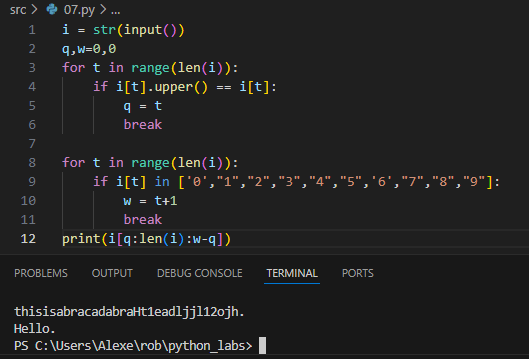 src > 07.py > ...
1 i = str(input())
2 q,w=0,0
3 for t in range(len(i)):
4     if i[t].upper() == i[t]:
5         q = t
6         break
7
8 for t in range(len(i)):
9     if i[t] in ['0',"1","2","3","4","5",'6',"7","8","9"]:
10         w = t+1
11         break
12 print(i[q:len(i):w-q])
PROBLEMS OUTPUT DEBUG CONSOLE TERMINAL PORTS
thisisabracadabraHt1eadljjl12ojh.
Hello.
PS C:\Users\Alexe\rob\python_labs>